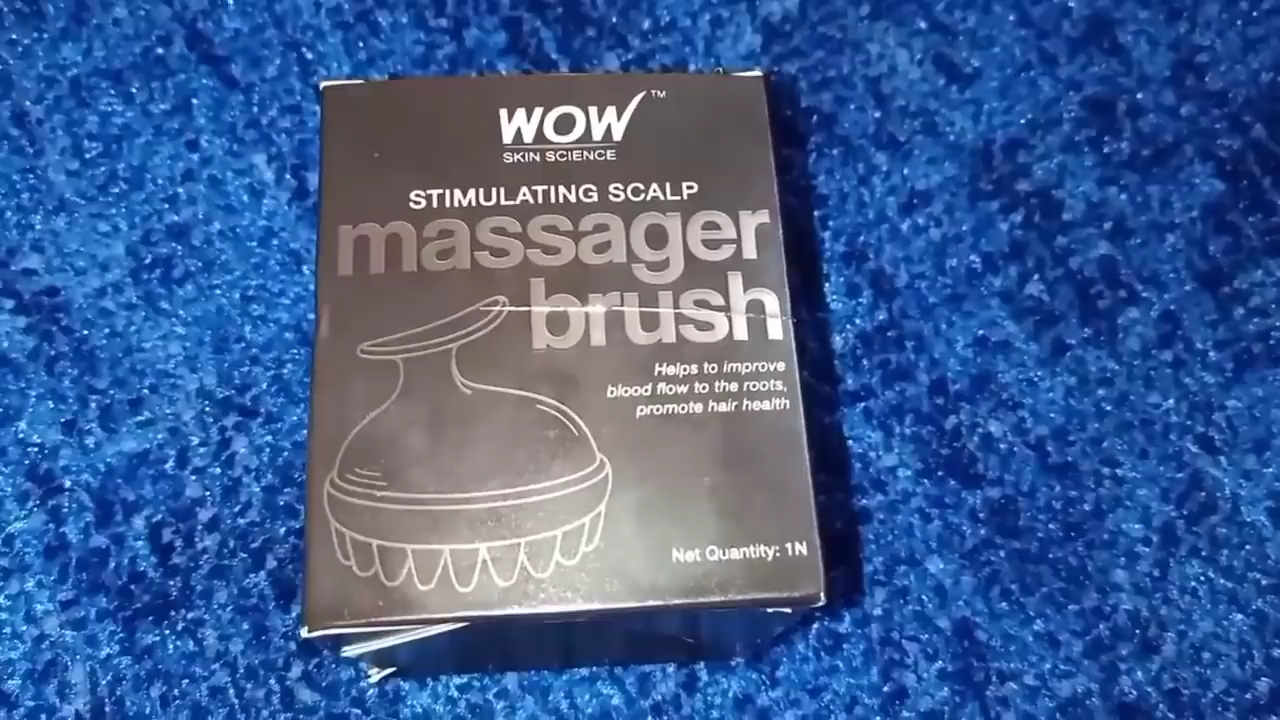 WOW™
SKIN SCIENCE
STIMULATING SCALP
massager
brush
Helps to improve
blood flow to the roots,
promote hair health
Net Quantity: 1N